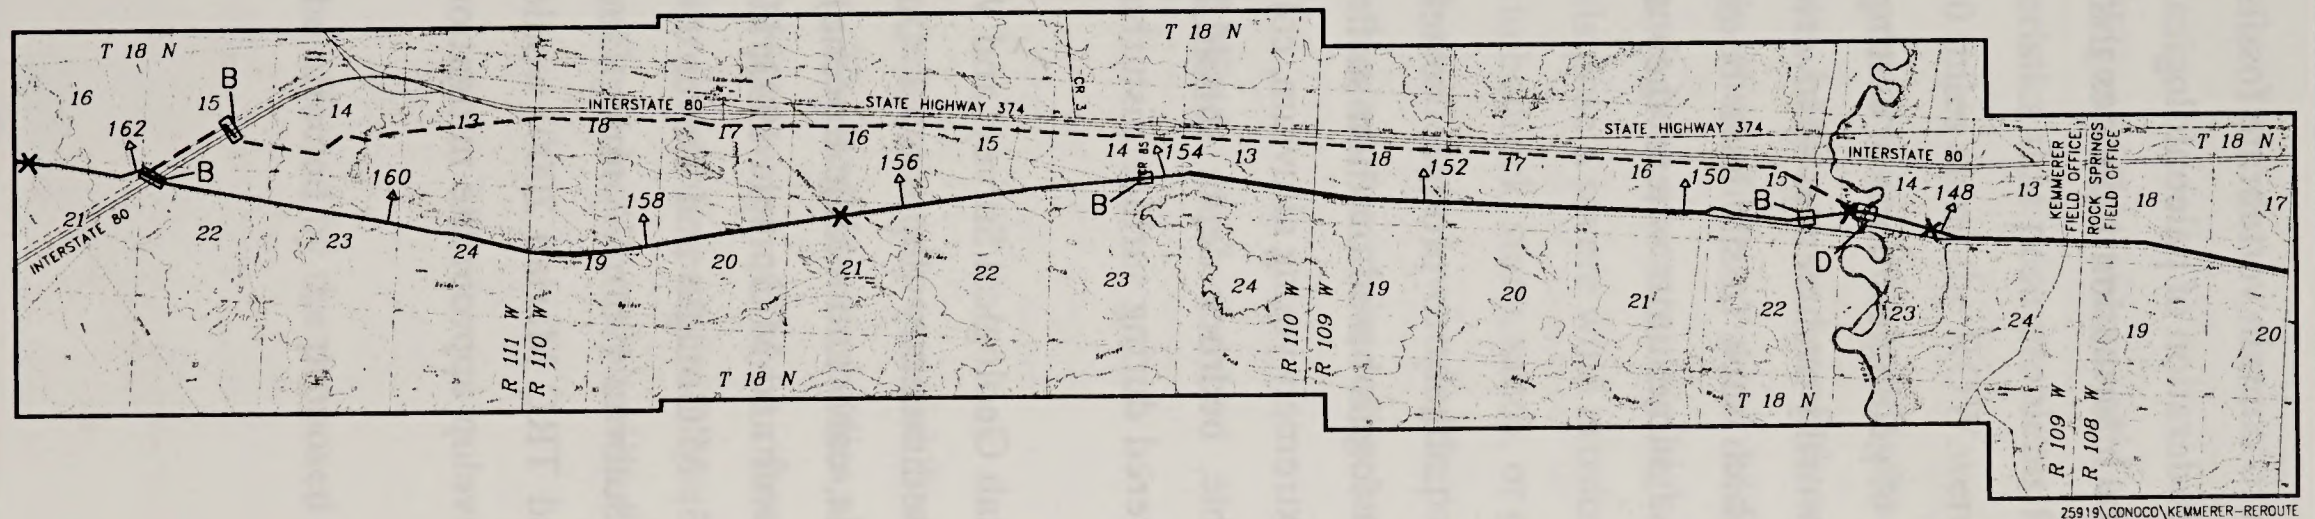 T 18 N
T 18 N
16
15
B
14
13
18
INTERSTATE 80
17
STATE HIGHWAY 374
16
CR 3
15
14
CR 85
154
13
18
152
17
STATE HIGHWAY 374
16
150
15
INTERSTATE 80
14
148
13
KEMMERER
FIELD OFFICE
ROCK SPRINGS
FIELD OFFICE
T 18 N
18
17
162
B
160
158
156
B
B
D
21
INTERSTATE 80
22
23
24
19
20
21
22
23
24
19
20
21
22
23
24
19
20
R 111 W
R 110 W
R 110 W
R 109 W
R 109 W
R 108 W
T 18 N
T 18 N
25919\CONOCO\KEMMERER-REROUTE